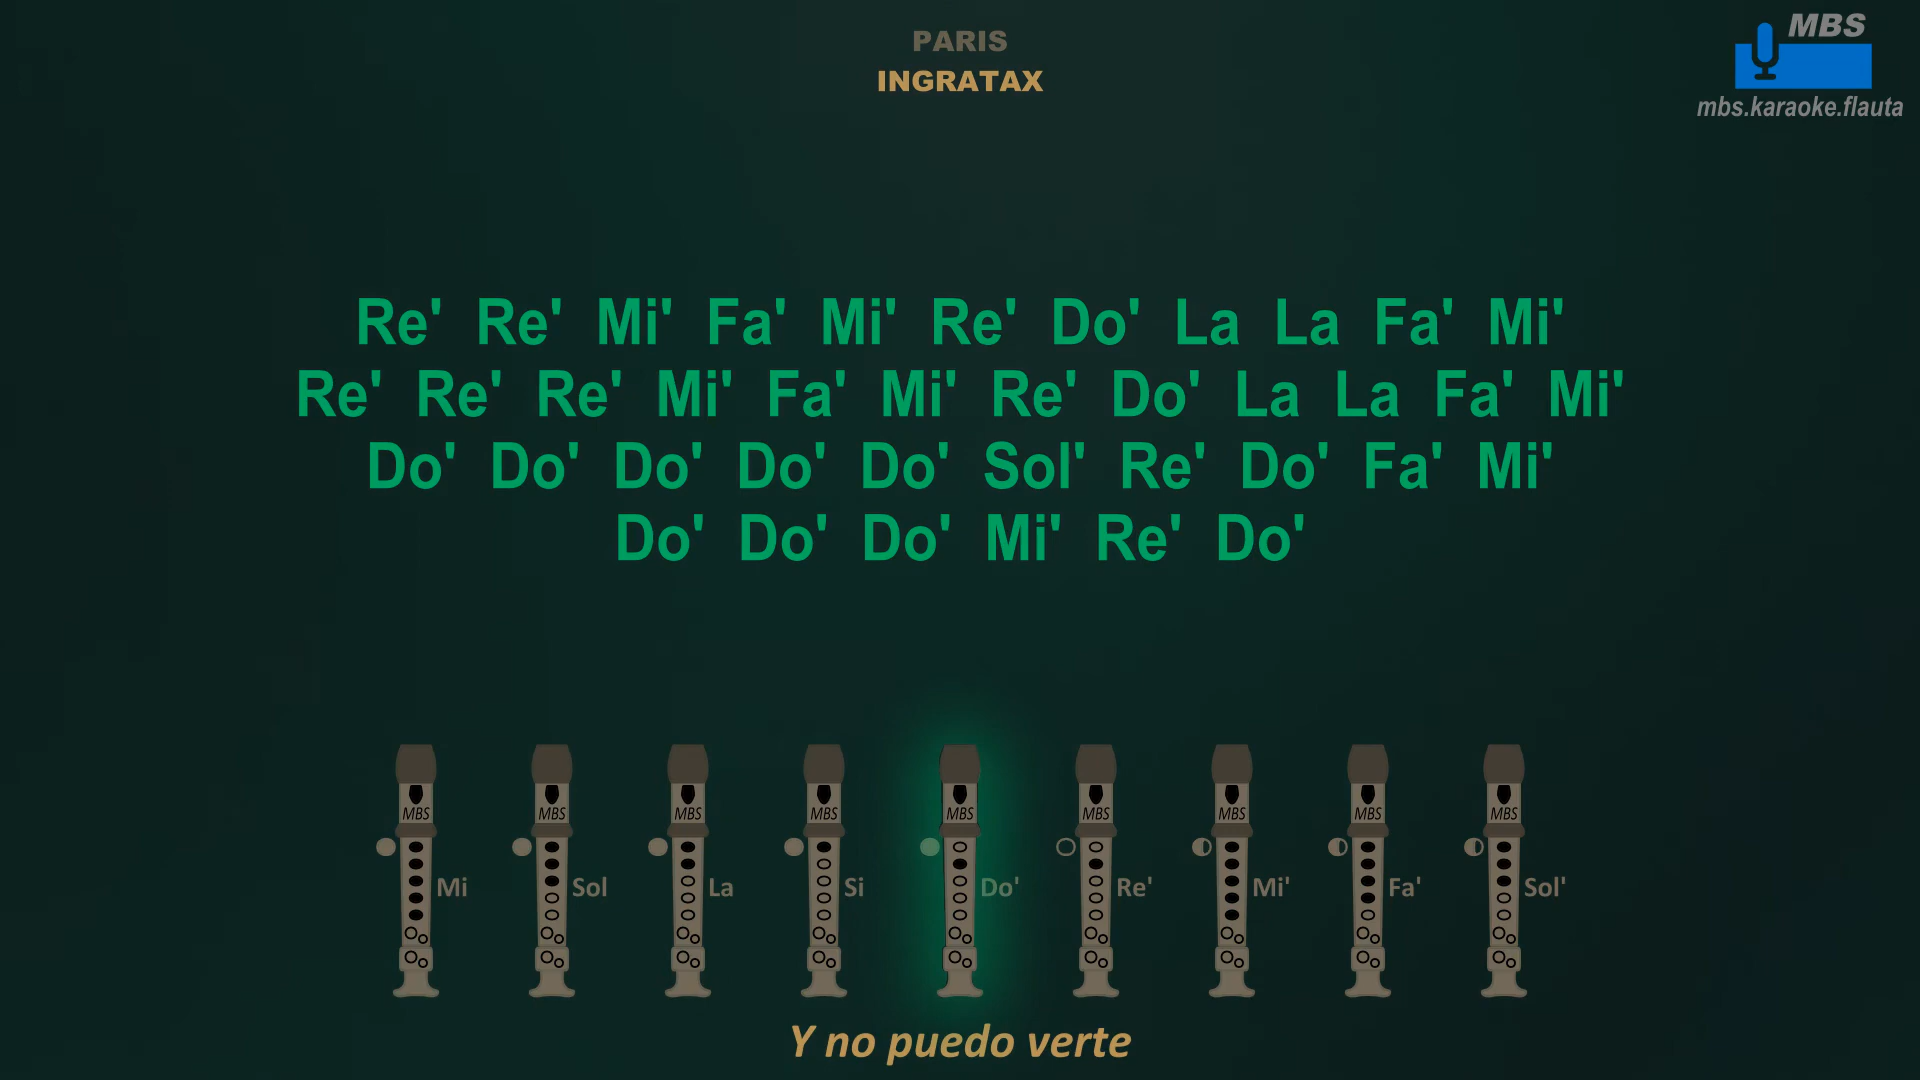 PARIS
INGRATAX
MBS
mbs.karaoke.flauta
Re' Re' Mi' Fa' Mi' Re' Do' La La Fa' Mi'
Re' Re' Re' Mi' Fa' Mi' Re' Do' La La Fa' Mi'
Do' Do' Do' Do' Do' Sol' Re' Do' Fa' Mi'
Do' Do' Do' Mi' Re' Do'
MBS MBS MBS MBS MBS MBS MBS MBS MBS
Mi Sol La Si Do' Re' Mi' Fa' Sol'
Y no puedo verte